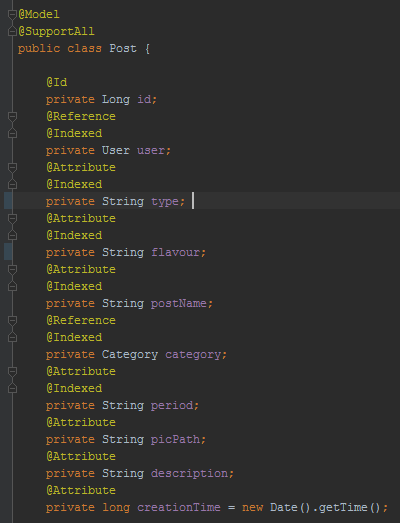 @Model
@SupportAll
public class Post {
@Id
private Long id;
@Reference
@Indexed
private User user;
@Attribute
@Indexed
private String type;
@Attribute
@Indexed
private String flavour;
@Attribute
@Indexed
private String postName;
@Reference
@Indexed
private Category category;
@Attribute
@Indexed
private String period;
@Attribute
private String picPath;
@Attribute
private String description;
@Attribute
private long creationTime = new Date().getTime();